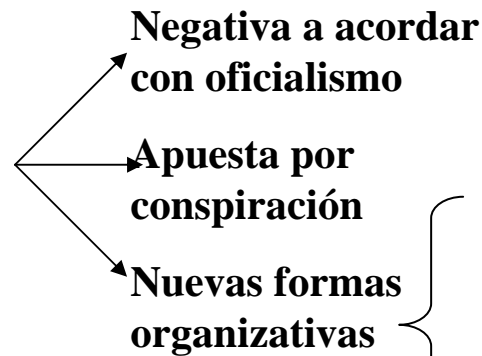 Negativa a acordar
con oficialismo
Apuesta por
conspiración
Nuevas formas
organizativas